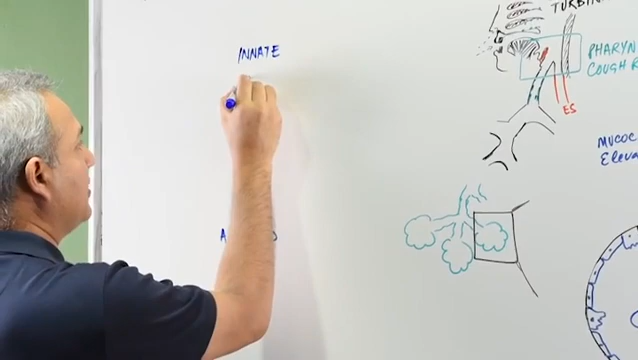 INNATE
TURBIN
PHARYN
COUGH R
ES
MUCOC
Eleva